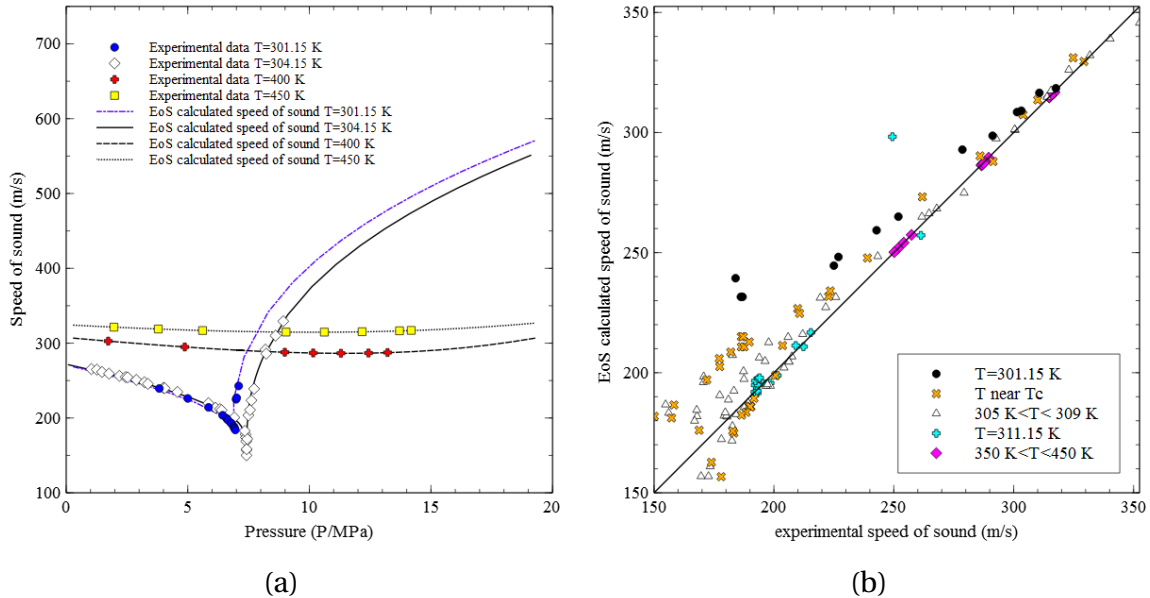 700
600
500
400
300
200
100
0
5
10
15
20
Speed of sound (m/s)
Pressure (P/MPa)
Experimental data T=301.15 K
Experimental data T=304.15 K
Experimental data T=400 K
Experimental data T=450 K
EoS calculated speed of sound T=301.15 K
EoS calculated speed of sound T=304.15 K
EoS calculated speed of sound T=400 K
EoS calculated speed of sound T=450 K
(a)
350
300
250
200
150
150
200
250
300
350
EoS calculated speed of sound (m/s)
experimental speed of sound (m/s)
T=301.15 K
T near Tc
305 K<T< 309 K
T=311.15 K
350 K<T<450 K
(b)